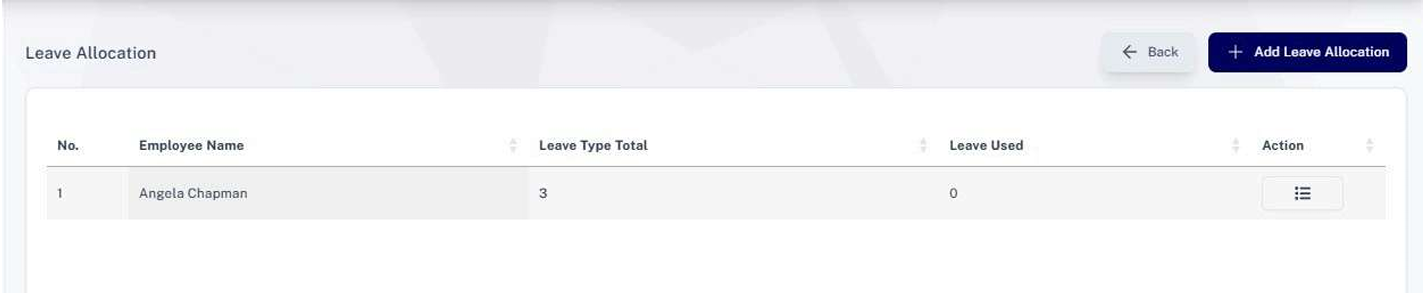 Leave Allocation
Back
Add Leave Allocation
No. Employee Name Leave Type Total Leave Used Action
1 Angela Chapman 3 0